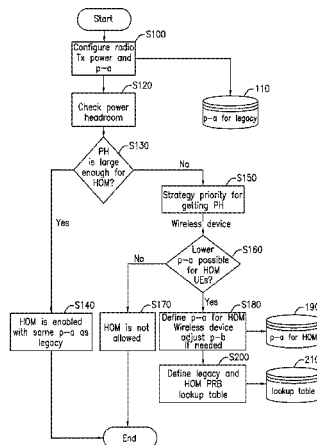 Start
S100
Configure radio
Tx power and
p-a
S120
Check power
headroom
110
p-a for legacy
S130
PH
is large
enough for
HOM?
No
S150
Strategy priority for
getting PH
Wireless device
Yes
S160
Lower
p-a possible
for HOM
UEs?
No
Yes
S140
HOM is enabled
with same p-a as
legacy
S170
HOM is not
allowed
S180
Define p-a for HOM
Wireless device
adjust p-b
if needed
190
p-a for HOM
S200
Define legacy and
HOM PRB
lookup table
210
lookup table
End